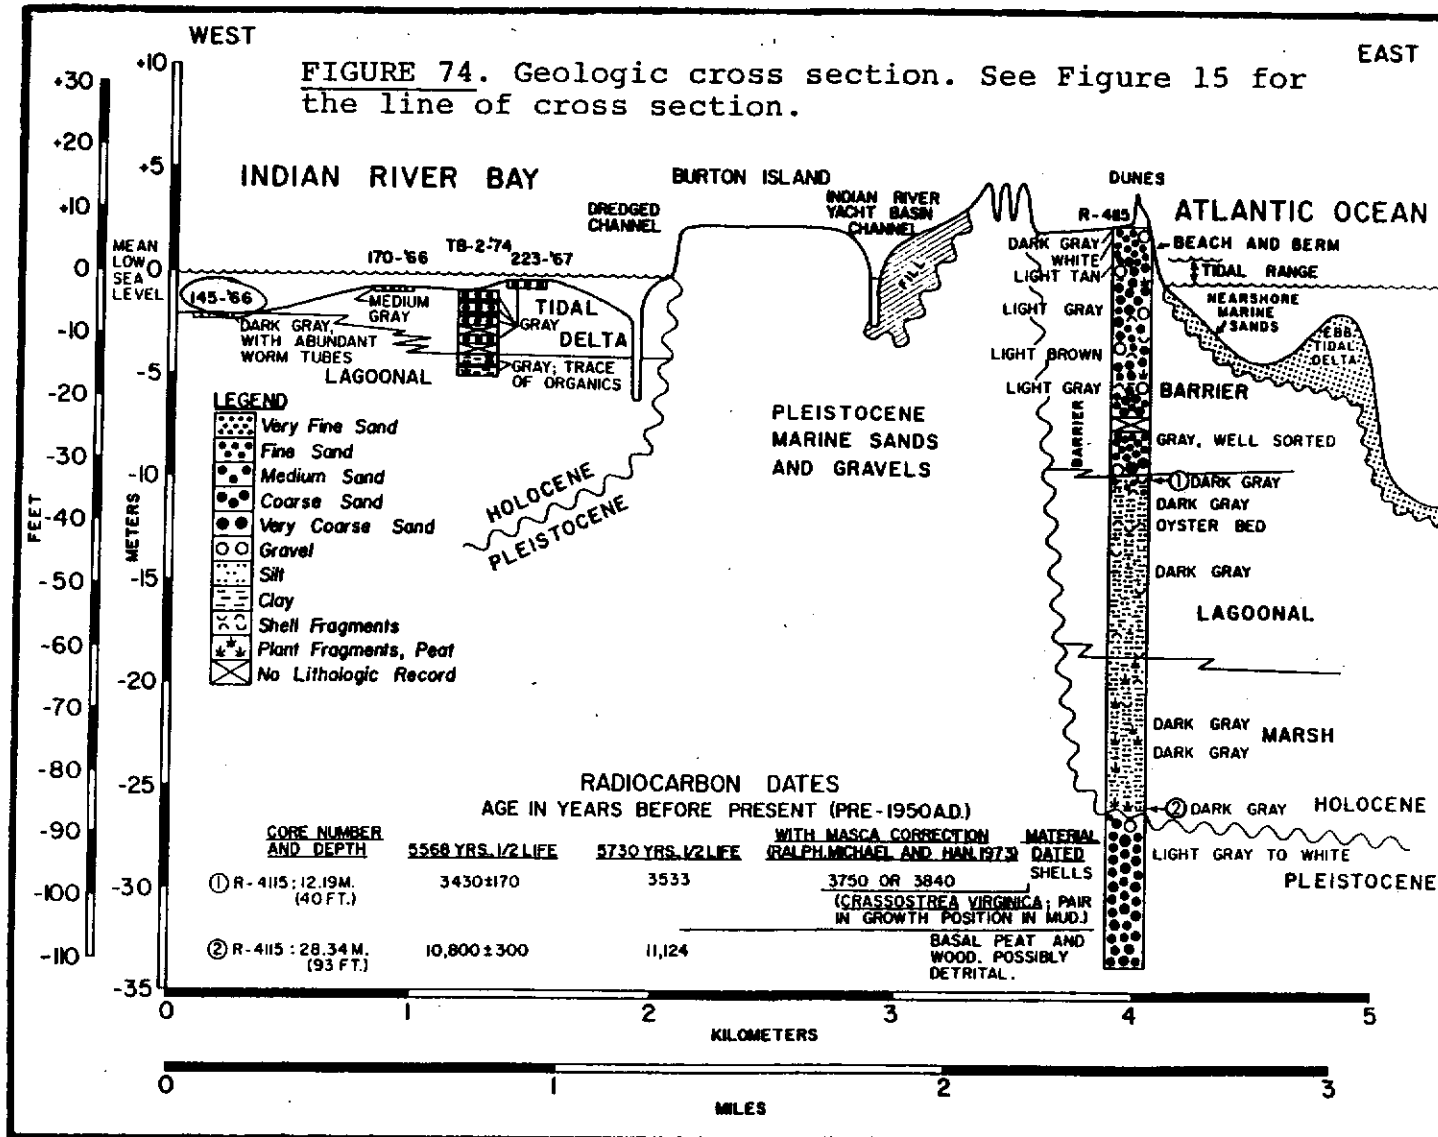 WEST
EAST
FIGURE 74. Geologic cross section. See Figure 15 for
the line of cross section.
+30
+20
+10
0
-10
-20
-30
-40
-50
-60
-70
-80
-90
-100
-110
FEET
+10
+5
0
-5
-10
-15
-20
-25
-30
-35
METERS
MEAN
LOW
SEA
LEVEL
INDIAN RIVER BAY
BURTON ISLAND
DREDGED
CHANNEL
INDIAN RIVER
YACHT BASIN
CHANNEL
FILL
DUNES
R-4115
ATLANTIC OCEAN
BEACH AND BERM
TIDAL RANGE
NEARSHORE
MARINE
SANDS
EBB
TIDAL
DELTA
145-'66
170-'66
TB-2-'74
223-'67
MEDIUM
GRAY
GRAY
TIDAL
DELTA
DARK GRAY,
WITH ABUNDANT
WORM TUBES
LAGOONAL
GRAY; TRACE
OF ORGANICS
DARK GRAY
WHITE
LIGHT TAN
LIGHT GRAY
LIGHT BROWN
LIGHT GRAY
BARRIER
BARRIER
GRAY, WELL SORTED
① DARK GRAY
DARK GRAY
OYSTER BED
DARK GRAY
LAGOONAL
DARK GRAY
MARSH
DARK GRAY
② DARK GRAY
HOLOCENE
LIGHT GRAY TO WHITE
PLEISTOCENE
PLEISTOCENE
MARINE SANDS
AND GRAVELS
HOLOCENE
PLEISTOCENE
LEGEND
Very Fine Sand
Fine Sand
Medium Sand
Coarse Sand
Very Coarse Sand
Gravel
Silt
Clay
Shell Fragments
Plant Fragments, Peat
No Lithologic Record
RADIOCARBON DATES
AGE IN YEARS BEFORE PRESENT (PRE-1950 A.D.)
CORE NUMBER
AND DEPTH
5568 YRS. 1/2 LIFE
5730 YRS. 1/2 LIFE
WITH MASCA CORRECTION
(RALPH, MICHAEL AND HAN, 1973)
MATERIAL
DATED
① R-4115: 12.19M.
(40 FT.)
3430±170
3533
3750 OR 3840
SHELLS
(CRASSOSTREA VIRGINICA; PAIR
IN GROWTH POSITION IN MUD.)
② R-4115: 28.34 M.
(93 FT.)
10,800±300
11,124
BASAL PEAT AND
WOOD. POSSIBLY
DETRITAL.
0 1 2 3 4 5
KILOMETERS
0 1 2 3
MILES